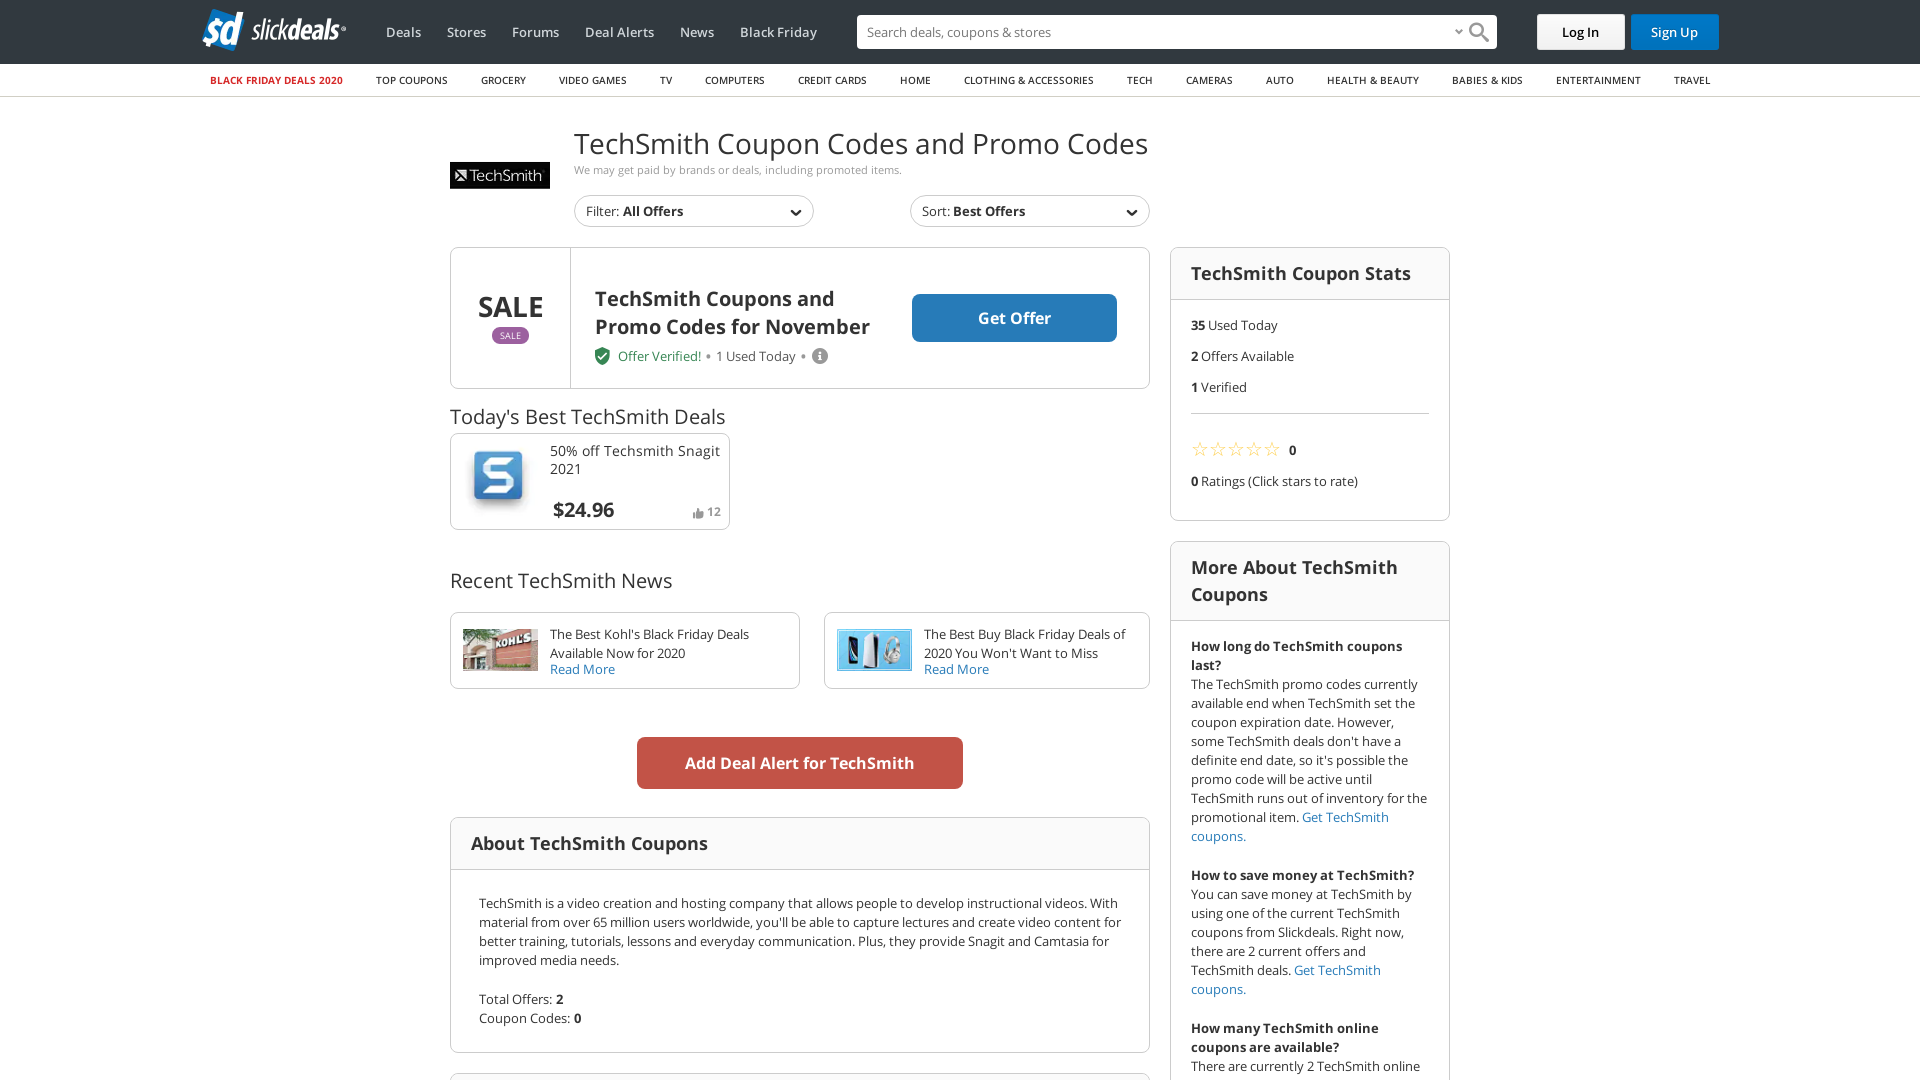 sd slickdeals
Deals
Stores
Forums
Deal Alerts
News
Black Friday
Search deals, coupons & stores
Log In
Sign Up
BLACK FRIDAY DEALS 2020
TOP COUPONS
GROCERY
VIDEO GAMES
TV
COMPUTERS
CREDIT CARDS
HOME
CLOTHING & ACCESSORIES
TECH
CAMERAS
AUTO
HEALTH & BEAUTY
BABIES & KIDS
ENTERTAINMENT
TRAVEL
TechSmith
TechSmith Coupon Codes and Promo Codes
We may get paid by brands or deals, including promoted items.
Filter: All Offers
Sort: Best Offers
SALE
SALE
TechSmith Coupons and
Promo Codes for November
Offer Verified! • 1 Used Today •
Get Offer
Today's Best TechSmith Deals
50% off Techsmith Snagit
2021
$24.96
12
Recent TechSmith News
KOHL'S
The Best Kohl's Black Friday Deals
Available Now for 2020
Read More
The Best Buy Black Friday Deals of
2020 You Won't Want to Miss
Read More
Add Deal Alert for TechSmith
About TechSmith Coupons
TechSmith is a video creation and hosting company that allows people to develop instructional videos. With
material from over 65 million users worldwide, you'll be able to capture lectures and create video content for
better training, tutorials, lessons and everyday communication. Plus, they provide Snagit and Camtasia for
improved media needs.
Total Offers: 2
Coupon Codes: 0
TechSmith Coupon Stats
35 Used Today
2 Offers Available
1 Verified
0
0 Ratings (Click stars to rate)
More About TechSmith
Coupons
How long do TechSmith coupons
last?
The TechSmith promo codes currently
available end when TechSmith set the
coupon expiration date. However,
some TechSmith deals don't have a
definite end date, so it's possible the
promo code will be active until
TechSmith runs out of inventory for the
promotional item. Get TechSmith
coupons.
How to save money at TechSmith?
You can save money at TechSmith by
using one of the current TechSmith
coupons from Slickdeals. Right now,
there are 2 current offers and
TechSmith deals. Get TechSmith
coupons.
How many TechSmith online
coupons are available?
There are currently 2 TechSmith online